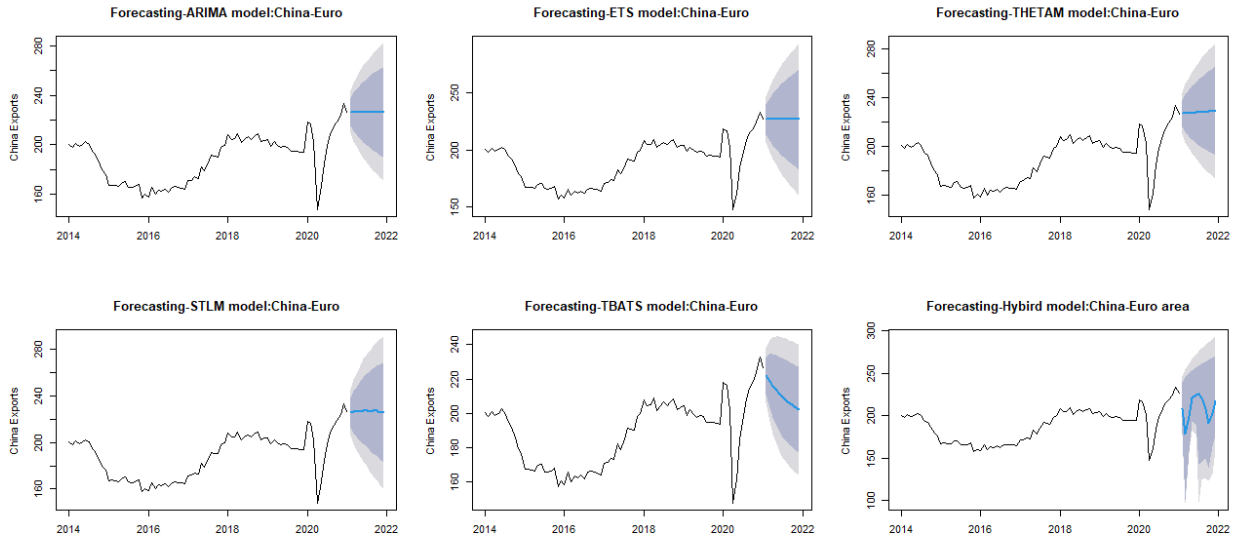 Forecasting-ARIMA model:China-Euro
China Exports
280
240
200
160
2014 2016 2018 2020 2022
Forecasting-ETS model:China-Euro
China Exports
250
200
150
2014 2016 2018 2020 2022
Forecasting-THETAM model:China-Euro
China Exports
280
240
200
160
2014 2016 2018 2020 2022
Forecasting-STLM model:China-Euro
China Exports
280
240
200
160
2014 2016 2018 2020 2022
Forecasting-TBATS model:China-Euro
China Exports
240
220
200
180
160
2014 2016 2018 2020 2022
Forecasting-Hybird model:China-Euro area
China Exports
300
250
200
150
100
2014 2016 2018 2020 2022